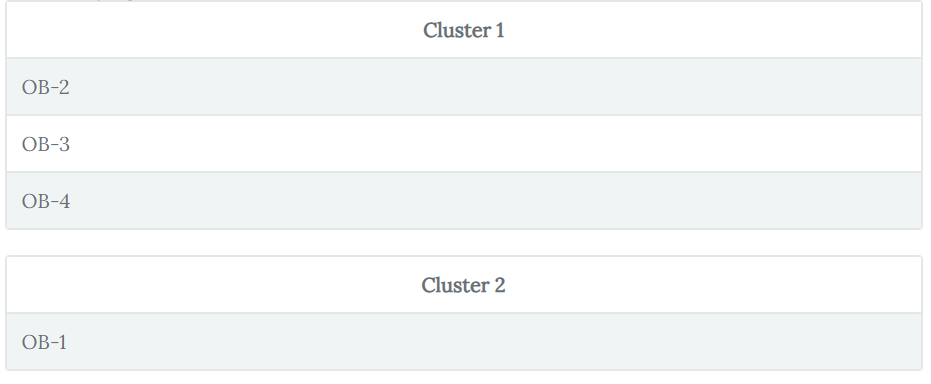 Cluster 1
OB-2
OB-3
OB-4
Cluster 2
OB-1